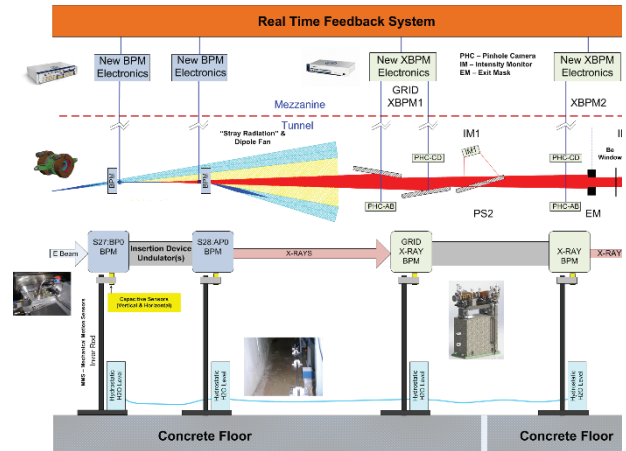 Real Time Feedback System
New BPM
Electronics
New BPM
Electronics
New XBPM
Electronics
New XBPM
Electronics
PHC – Pinhole Camera
IM – Intensity Monitor
EM – Exit Mask
GRID
XBPM1
XBPM2
Mezzanine
Tunnel
"Stray Radiation" &
Dipole Fan
IM1
IM1
PHC-CD
PHC-CD
Be
Window
BPM
BPM
PHC-AB
PHC-AB
PS2
EM
E Beam
S27:BP0
BPM
Insertion Device
Undulator(s)
S28:AP0
BPM
X-RAYS
GRID
X-RAY
BPM
X-RAY
BPM
X-RAY
Capacitive Sensors
(Vertical & Horizontal)
MMS – Mechanical Motion Sensors
Invar Rod
Hydrostatic
H2O Level
Hydrostatic
H2O Level
Hydrostatic
H2O Level
Hydrostatic
H2O Level
Concrete Floor
Concrete Flo